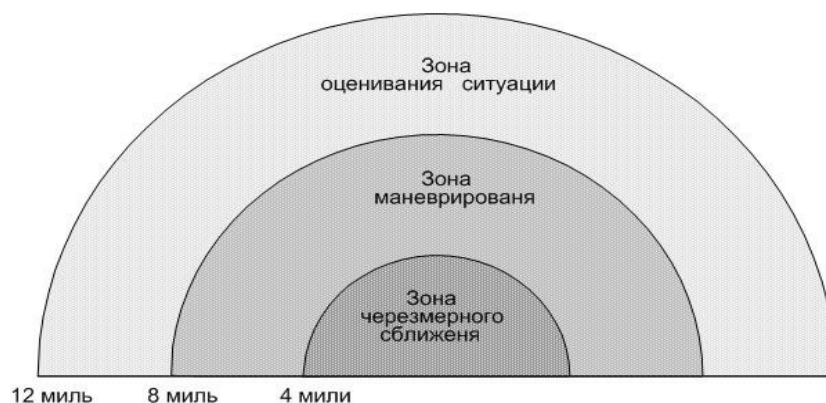 Зона
оценивания ситуации
Зона
маневрированя
Зона
черезмерного
сближеня
12 миль 8 миль 4 мили